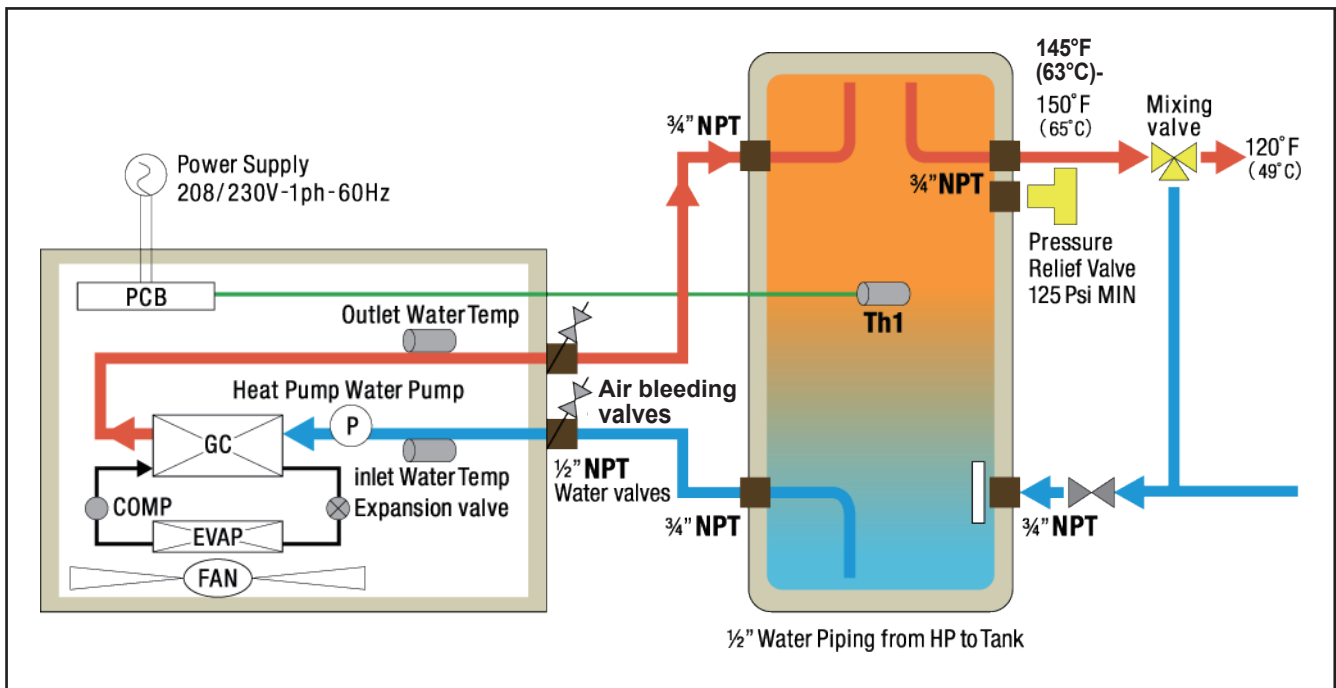 145°F
(63°C)-
150°F
(65°C)
Mixing
valve
120°F
(49°C)
¾” NPT
¾” NPT
Power Supply
208/230V-1ph-60Hz
Pressure
Relief Valve
125 Psi MIN
PCB
Th1
Outlet Water Temp
Heat Pump Water Pump
Air bleeding
valves
P
GC
inlet Water Temp
½” NPT
Water valves
COMP
Expansion valve
¾” NPT
¾” NPT
EVAP
FAN
½” Water Piping from HP to Tank